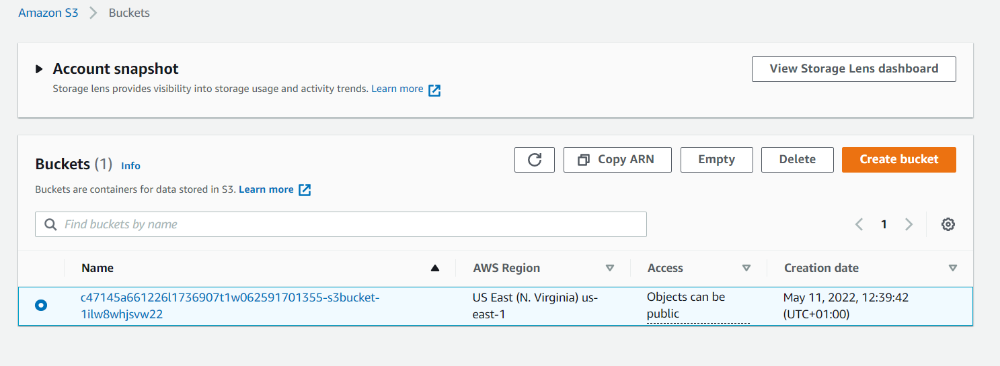 Amazon S3 > Buckets
Account snapshot
View Storage Lens dashboard
Storage lens provides visibility into storage usage and activity trends. Learn more
Buckets (1) Info
Copy ARN
Empty
Delete
Create bucket
Buckets are containers for data stored in S3. Learn more
Find buckets by name
1
Name
AWS Region
Access
Creation date
c47145a661226l1736907t1w062591701355-s3bucket-
1ilw8whjsvw22
US East (N. Virginia) us-
east-1
Objects can be
public
May 11, 2022, 12:39:42
(UTC+01:00)